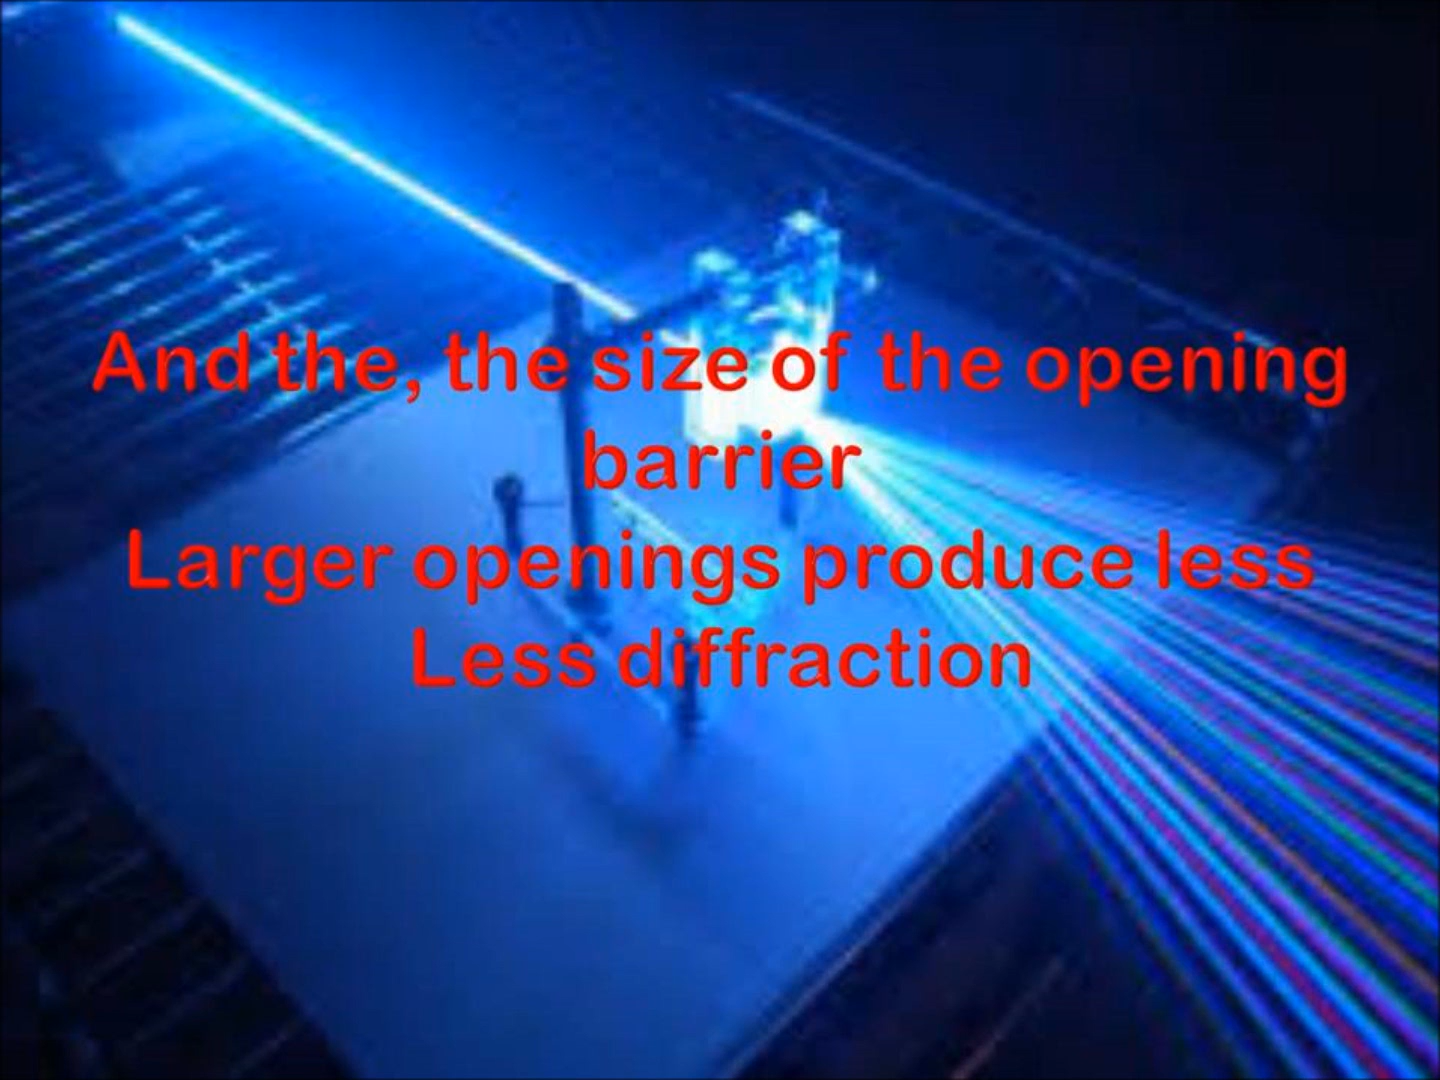 And the, the size of the opening
barrier
Larger openings produce less
Less diffraction